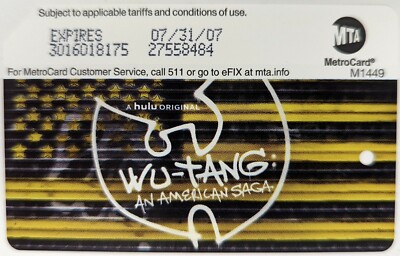 Subject to applicable tariffs and conditions of use.
EXPIRES 07/31/07
3016018175 27558484
MTA
MetroCard®
For MetroCard Customer Service, call 511 or go to eFIX at mta.info
M1449
A hulu ORIGINAL
WU-TANG:
AN AMERICAN SAGA